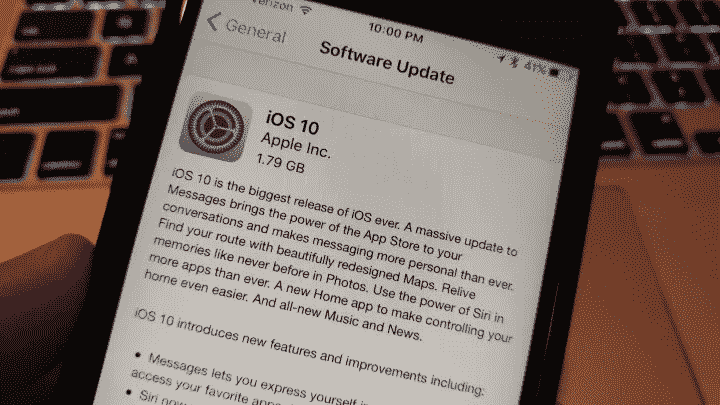 verizon 10:00 PM 41%
General Software Update
iOS 10
Apple Inc.
1.79 GB
iOS 10 is the biggest release of iOS ever. A massive update to
Messages brings the power of the App Store to your
conversations and makes messaging more personal than ever.
Find your route with beautifully redesigned Maps. Relive
memories like never before in Photos. Use the power of Siri in
more apps than ever. A new Home app to make controlling your
home even easier. And all-new Music and News.
iOS 10 introduces new features and improvements including:
• Messages lets you express yourself
access your favorite
• Siri now